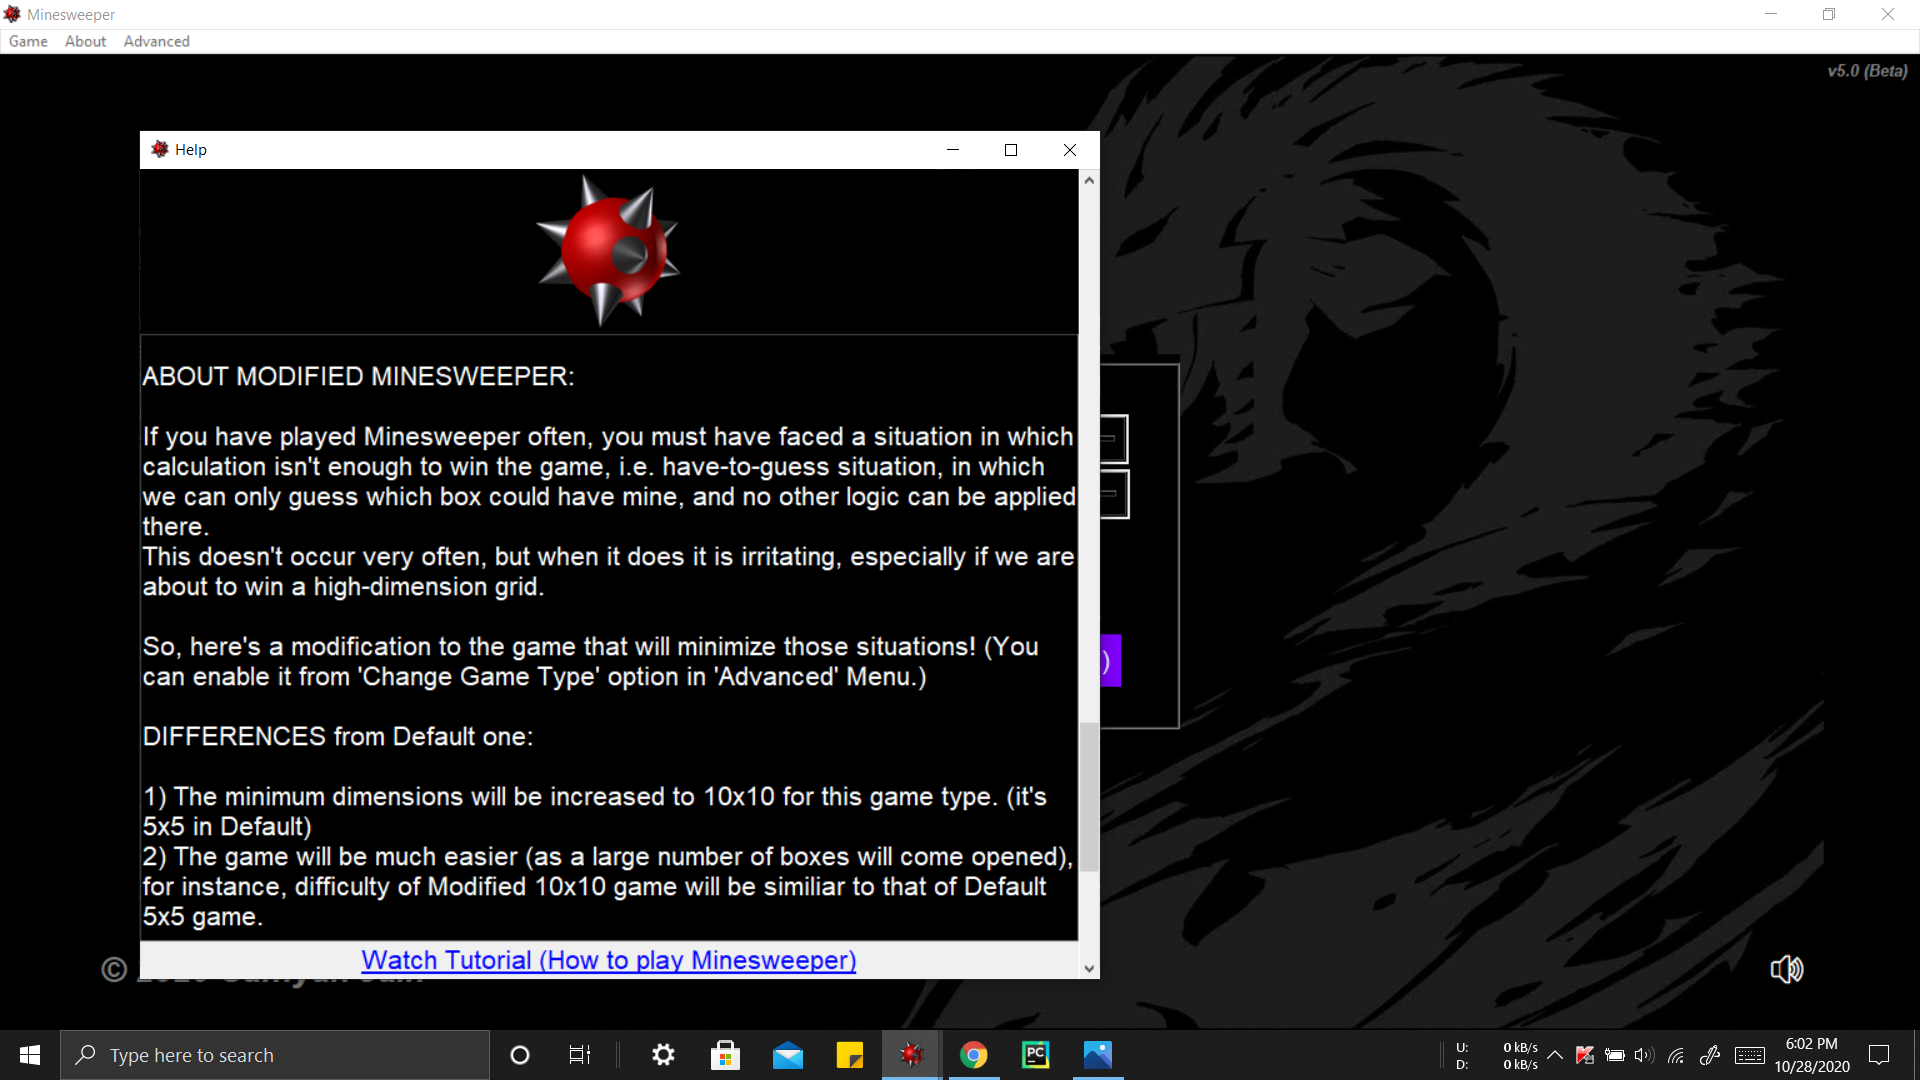 Minesweeper
Game About Advanced
v5.0 (Beta)
Help
ABOUT MODIFIED MINESWEEPER:
If you have played Minesweeper often, you must have faced a situation in which
calculation isn't enough to win the game, i.e. have-to-guess situation, in which
we can only guess which box could have mine, and no other logic can be applied
there.
This doesn't occur very often, but when it does it is irritating, especially if we are
about to win a high-dimension grid.
So, here's a modification to the game that will minimize those situations! (You
can enable it from 'Change Game Type' option in 'Advanced' Menu.)
DIFFERENCES from Default one:
1) The minimum dimensions will be increased to 10x10 for this game type. (it's
5x5 in Default)
2) The game will be much easier (as a large number of boxes will come opened),
for instance, difficulty of Modified 10x10 game will be similiar to that of Default
5x5 game.
Watch Tutorial (How to play Minesweeper)
)
©
Type here to search
PC
U: 0 kB/s
D: 0 kB/s
6:02 PM
10/28/2020